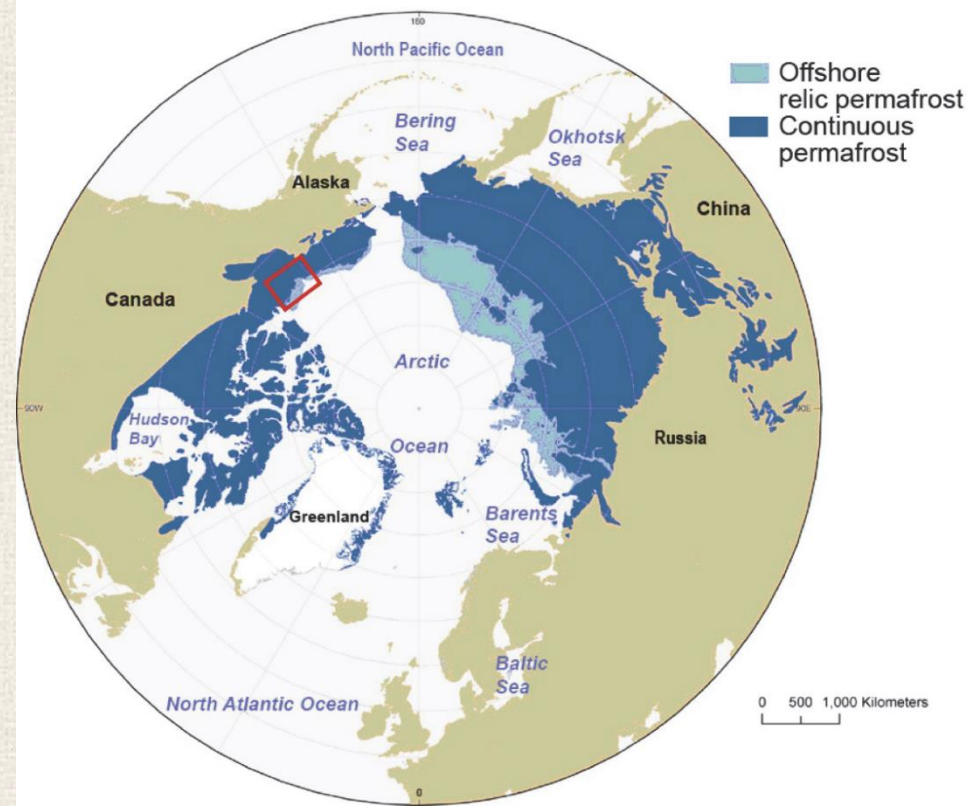 180
North Pacific Ocean
Offshore
relic permafrost
Continuous
permafrost
Bering
Sea
Okhotsk
Sea
Alaska
China
Canada
Arctic
90W
90E
Hudson
Bay
Ocean
Russia
Greenland
Barents
Sea
Baltic
Sea
North Atlantic Ocean
0 500 1,000 Kilometers
0